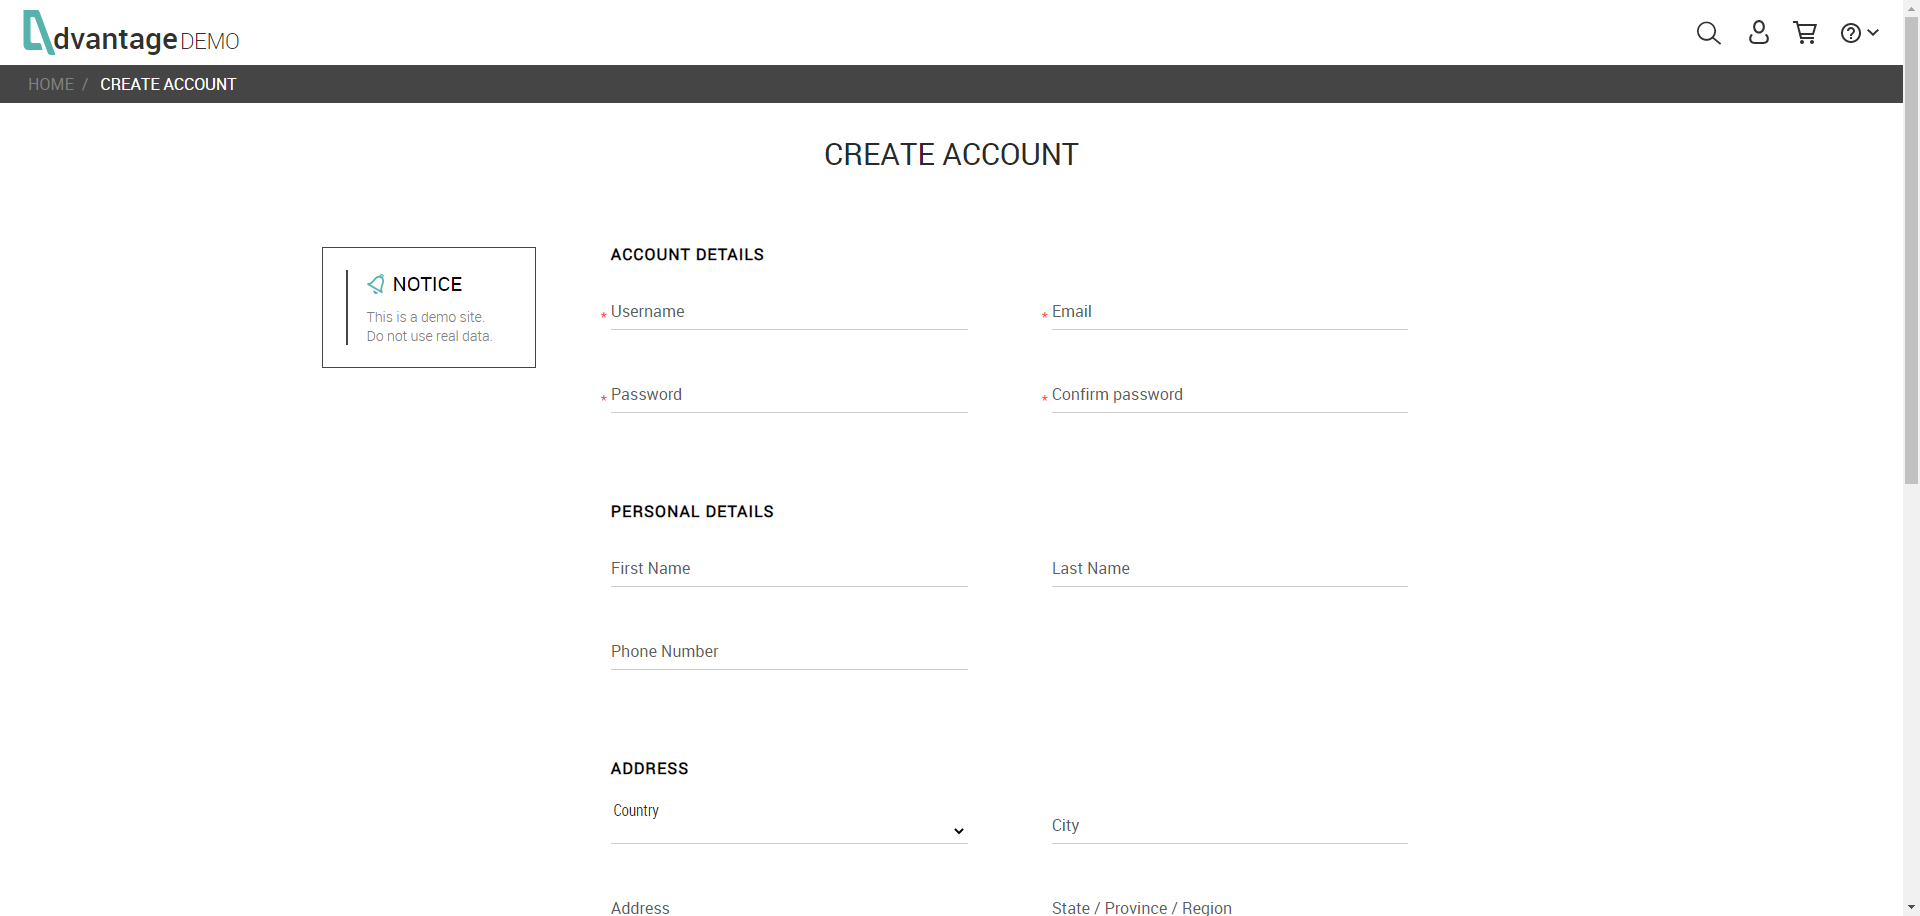 dvantage DEMO
HOME / CREATE ACCOUNT
CREATE ACCOUNT
NOTICE
This is a demo site.
Do not use real data.
ACCOUNT DETAILS
* Username
* Email
* Password
* Confirm password
PERSONAL DETAILS
First Name
Last Name
Phone Number
ADDRESS
Country
City
Address
State / Province / Region